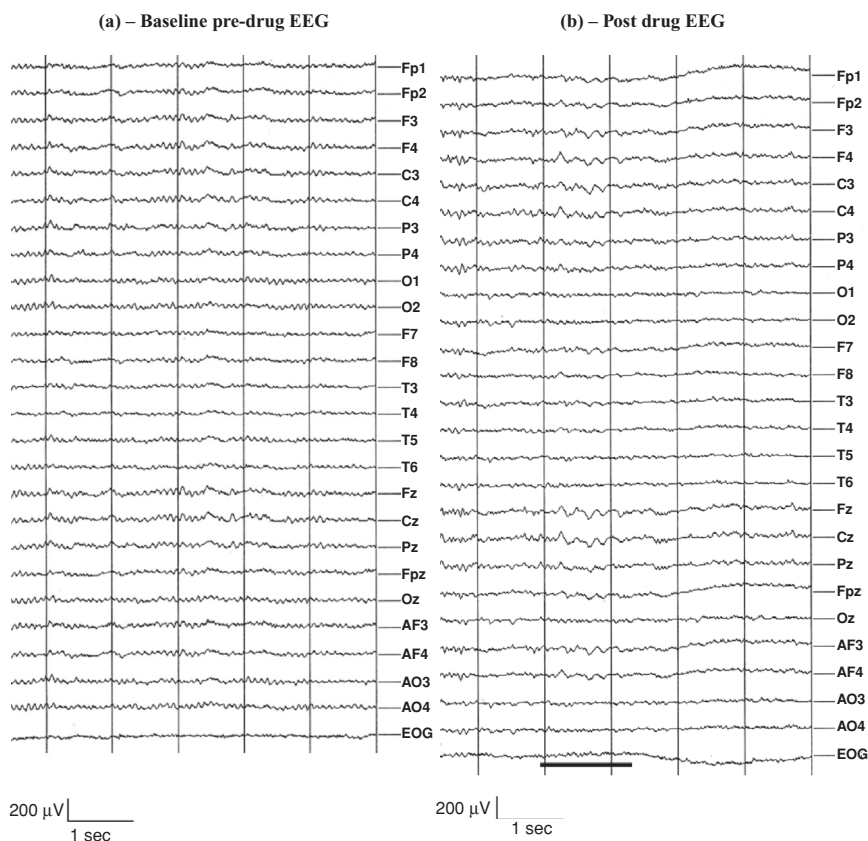 (a) – Baseline pre-drug EEG
Fp1
Fp2
F3
F4
C3
C4
P3
P4
O1
O2
F7
F8
T3
T4
T5
T6
Fz
Cz
Pz
Fpz
Oz
AF3
AF4
AO3
AO4
EOG
200 µV
1 sec
(b) – Post drug EEG
Fp1
Fp2
F3
F4
C3
C4
P3
P4
O1
O2
F7
F8
T3
T4
T5
T6
Fz
Cz
Pz
Fpz
Oz
AF3
AF4
AO3
AO4
EOG
200 µV
1 sec